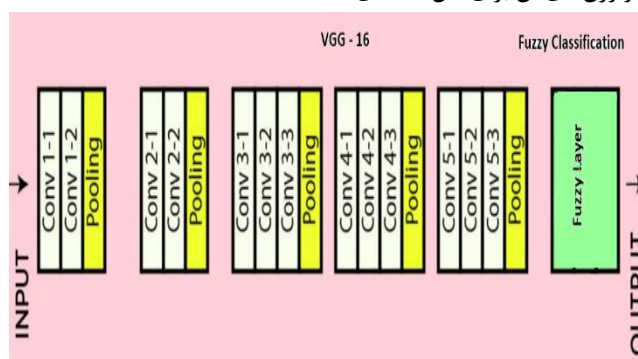 VGG - 16
Fuzzy Classification
INPUT
Conv 1-1
Conv 1-2
Pooling
Conv 2-1
Conv 2-2
Pooling
Conv 3-1
Conv 3-2
Conv 3-3
Pooling
Conv 4-1
Conv 4-2
Conv 4-3
Pooling
Conv 5-1
Conv 5-2
Conv 5-3
Pooling
Fuzzy Layer
OUTPUT